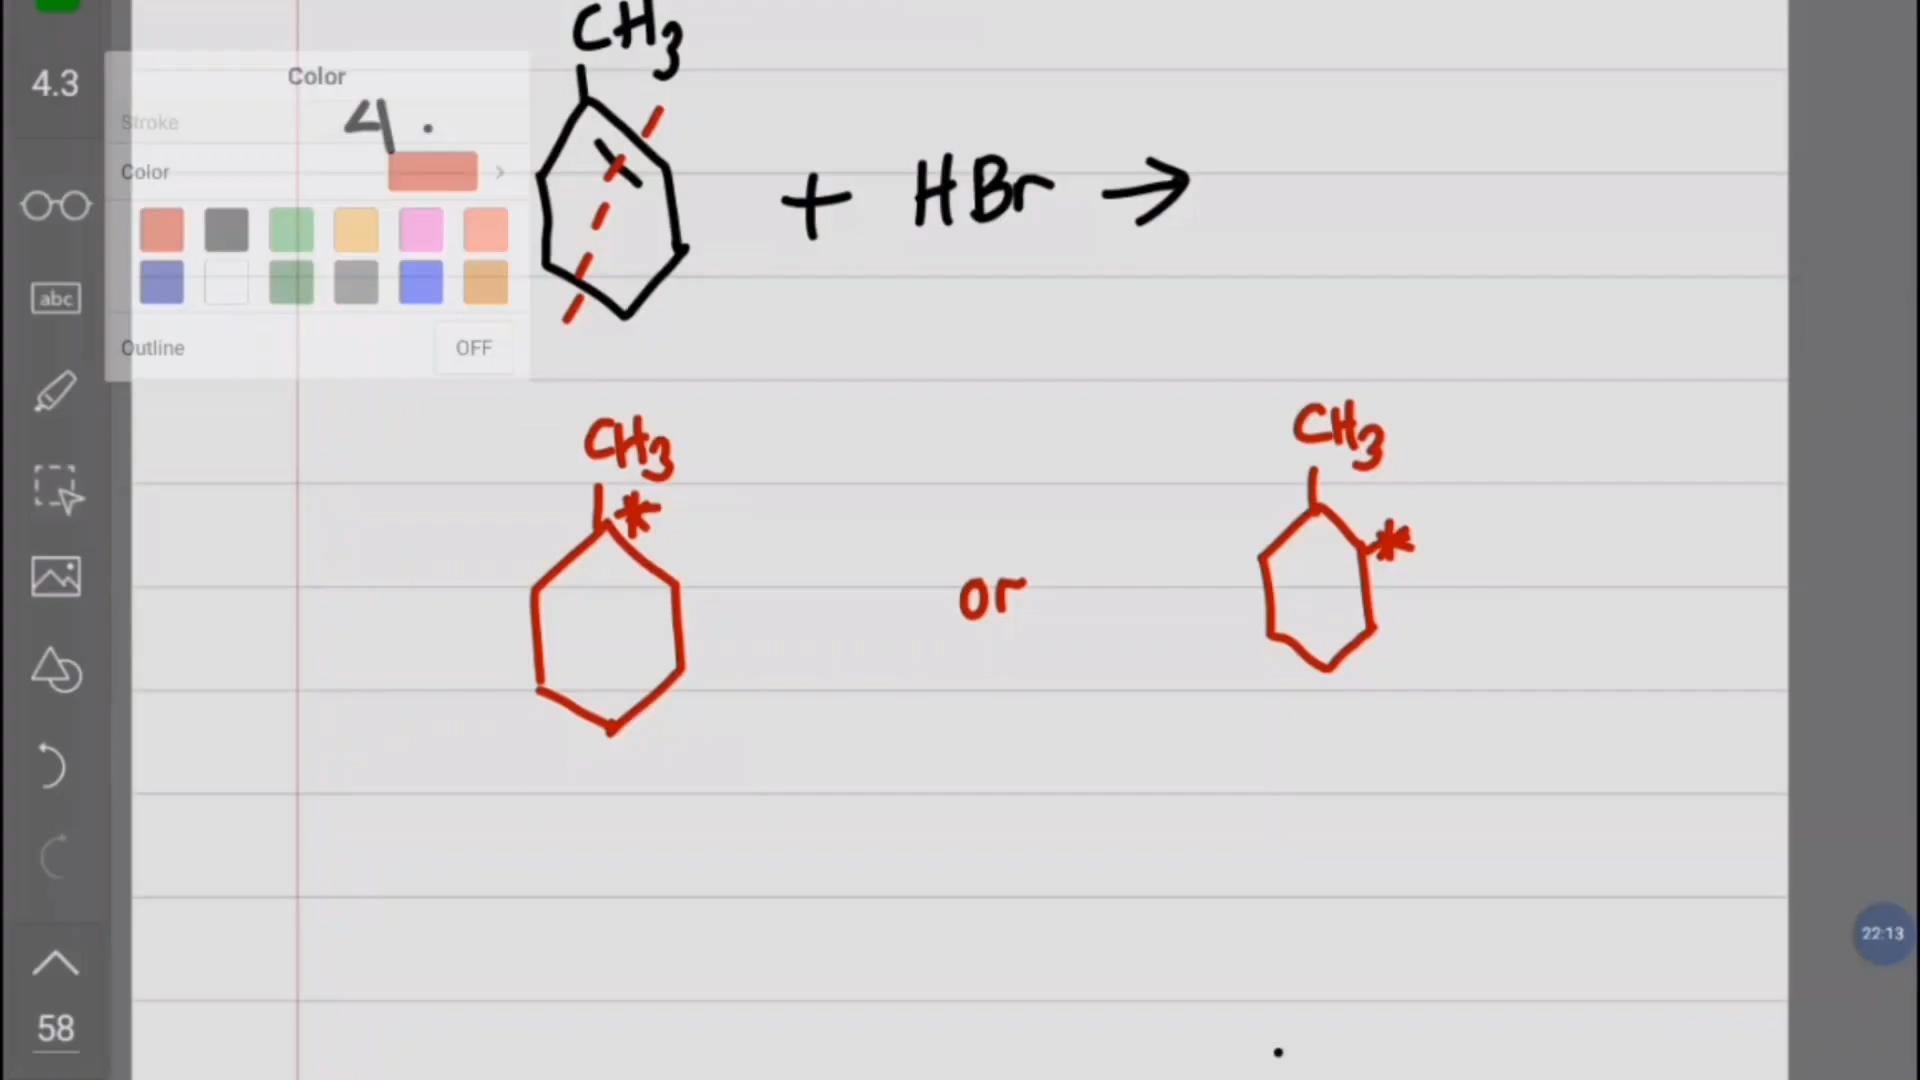 CH3
4.3
Color
Stroke
4.
Color
+ HBr →
abc
Outline
OFF
CH3
CH3
*
*
or
22:13
58